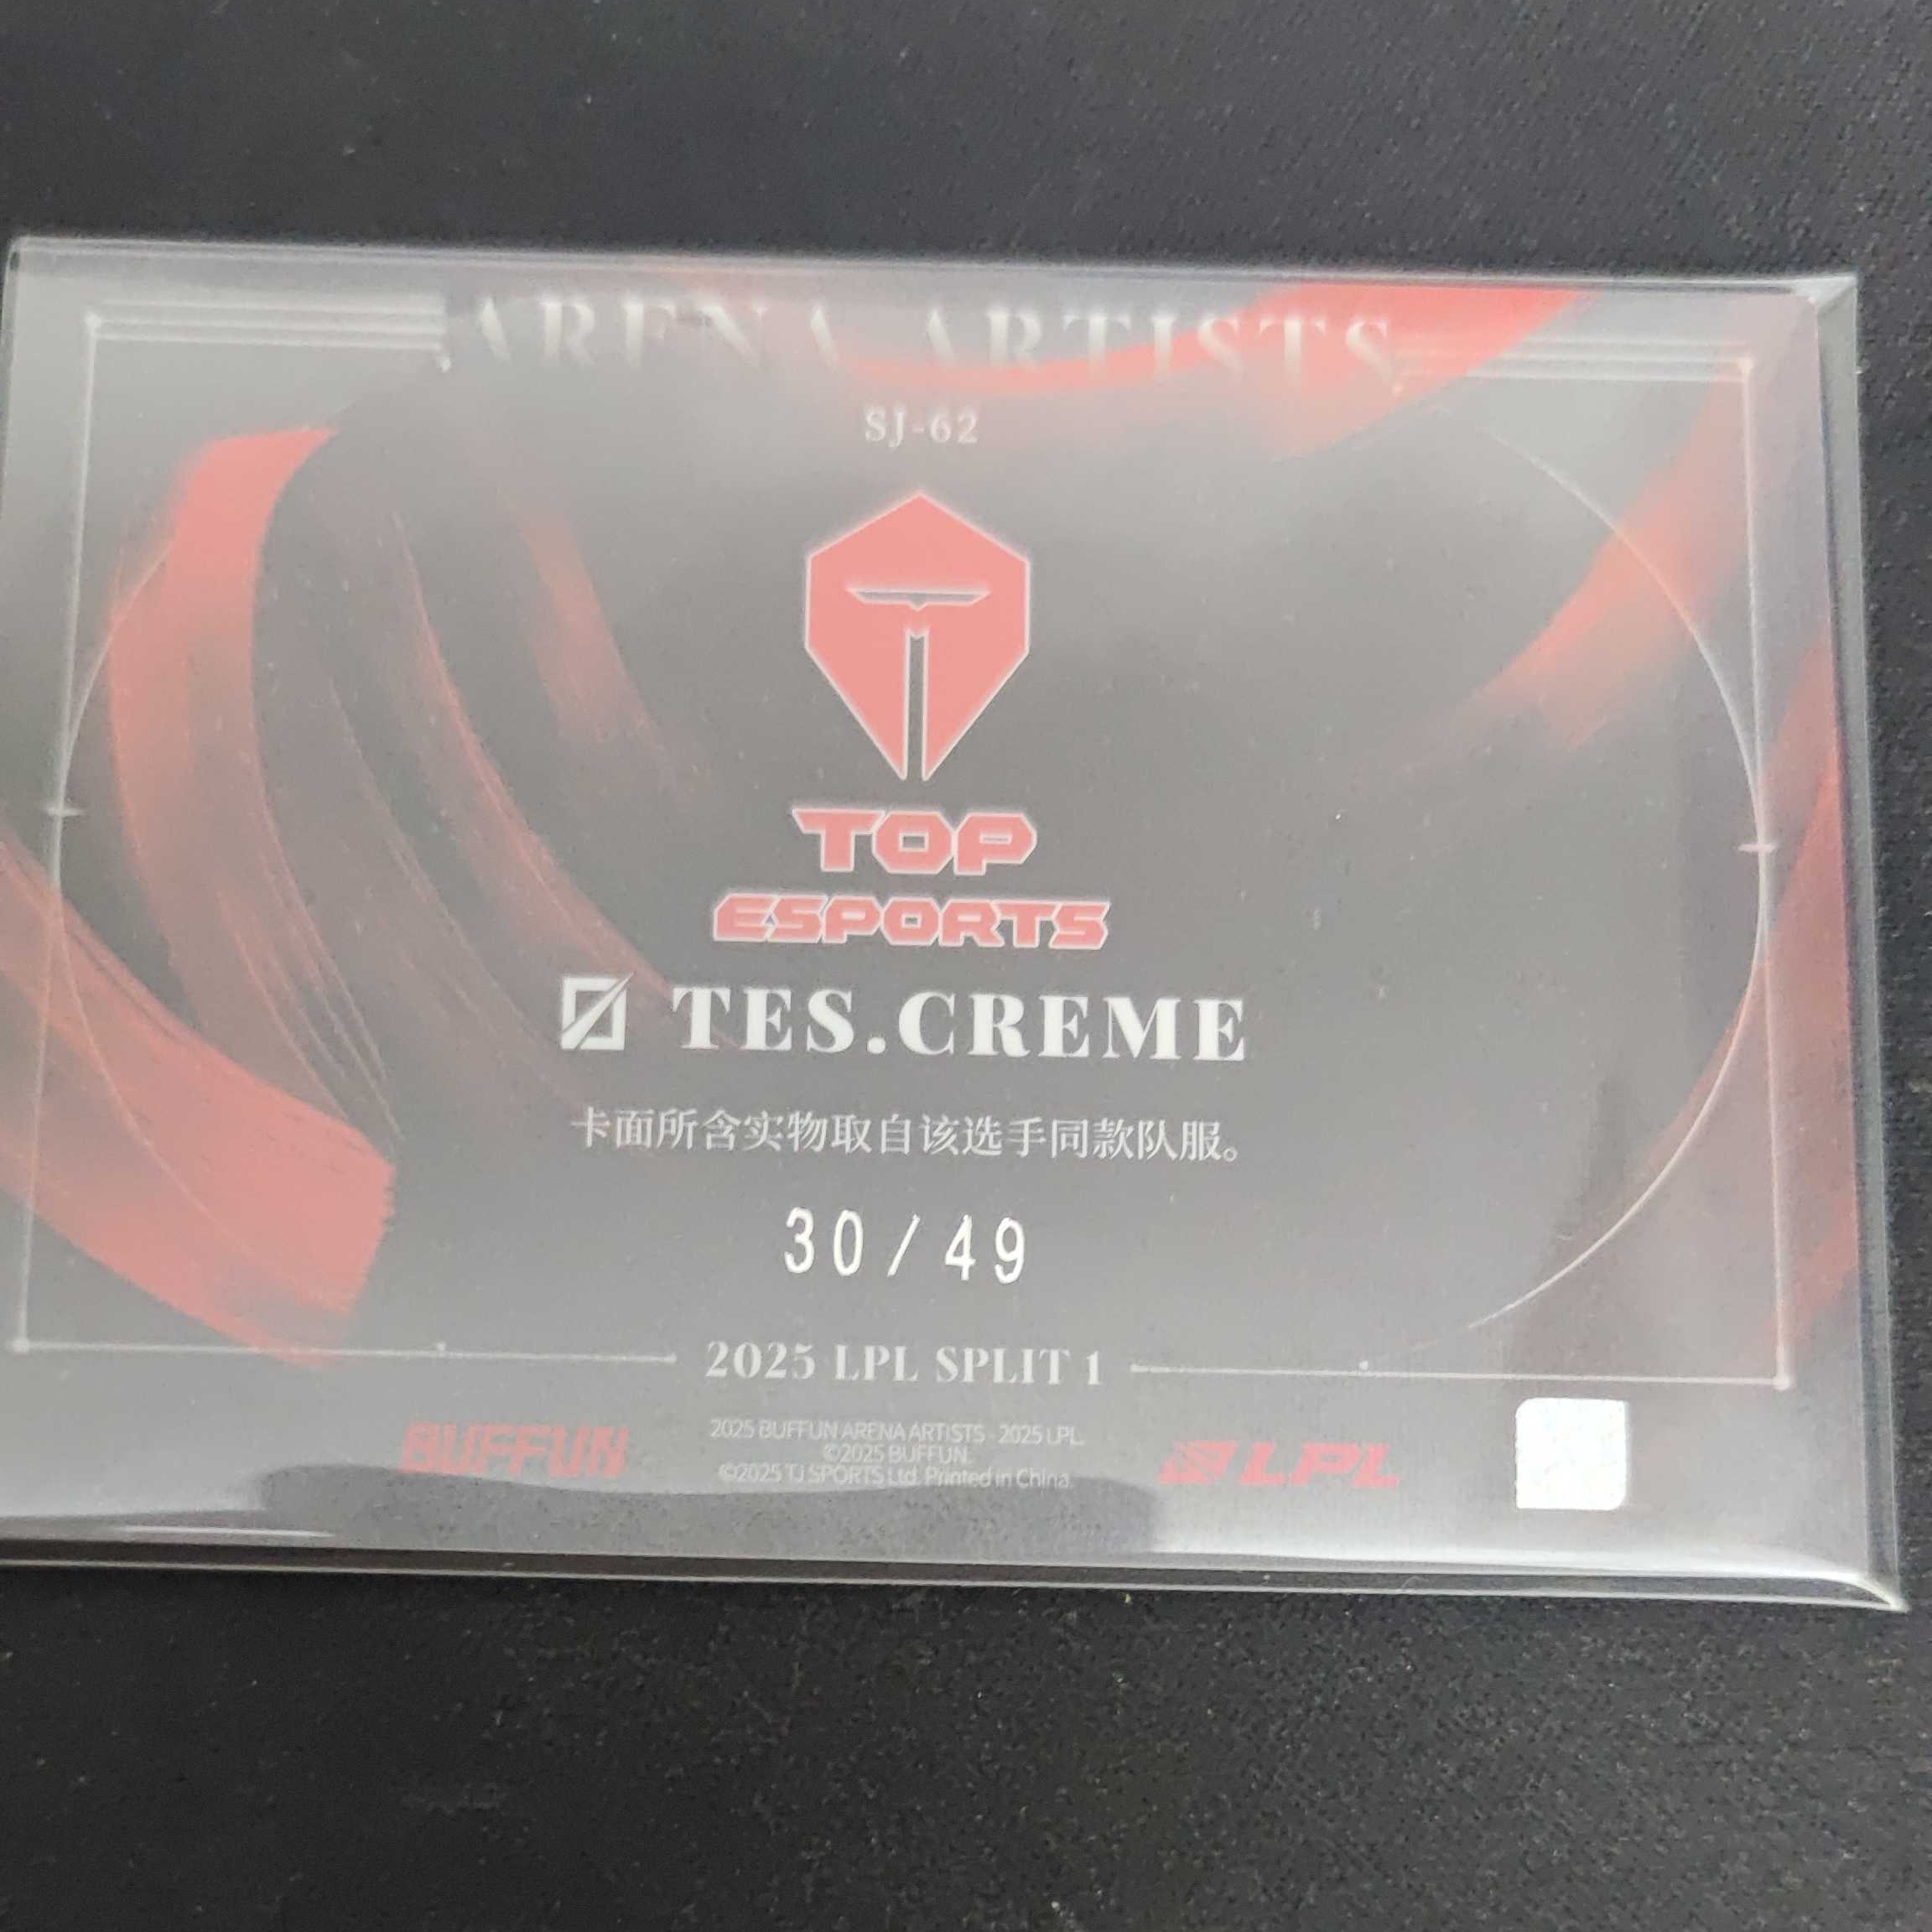 ARENA ARTISTS
SJ-62
TOP
ESPORTS
TES.CREME
卡面所含实物取自该选手同款队服。
30/49
2025 LPL SPLIT 1
BUFFUN
2025 BUFFUN ARENA ARTISTS - 2025 LPL.
©2025 BUFFUN.
©2025 TJ SPORTS Ltd. Printed in China.
LPL